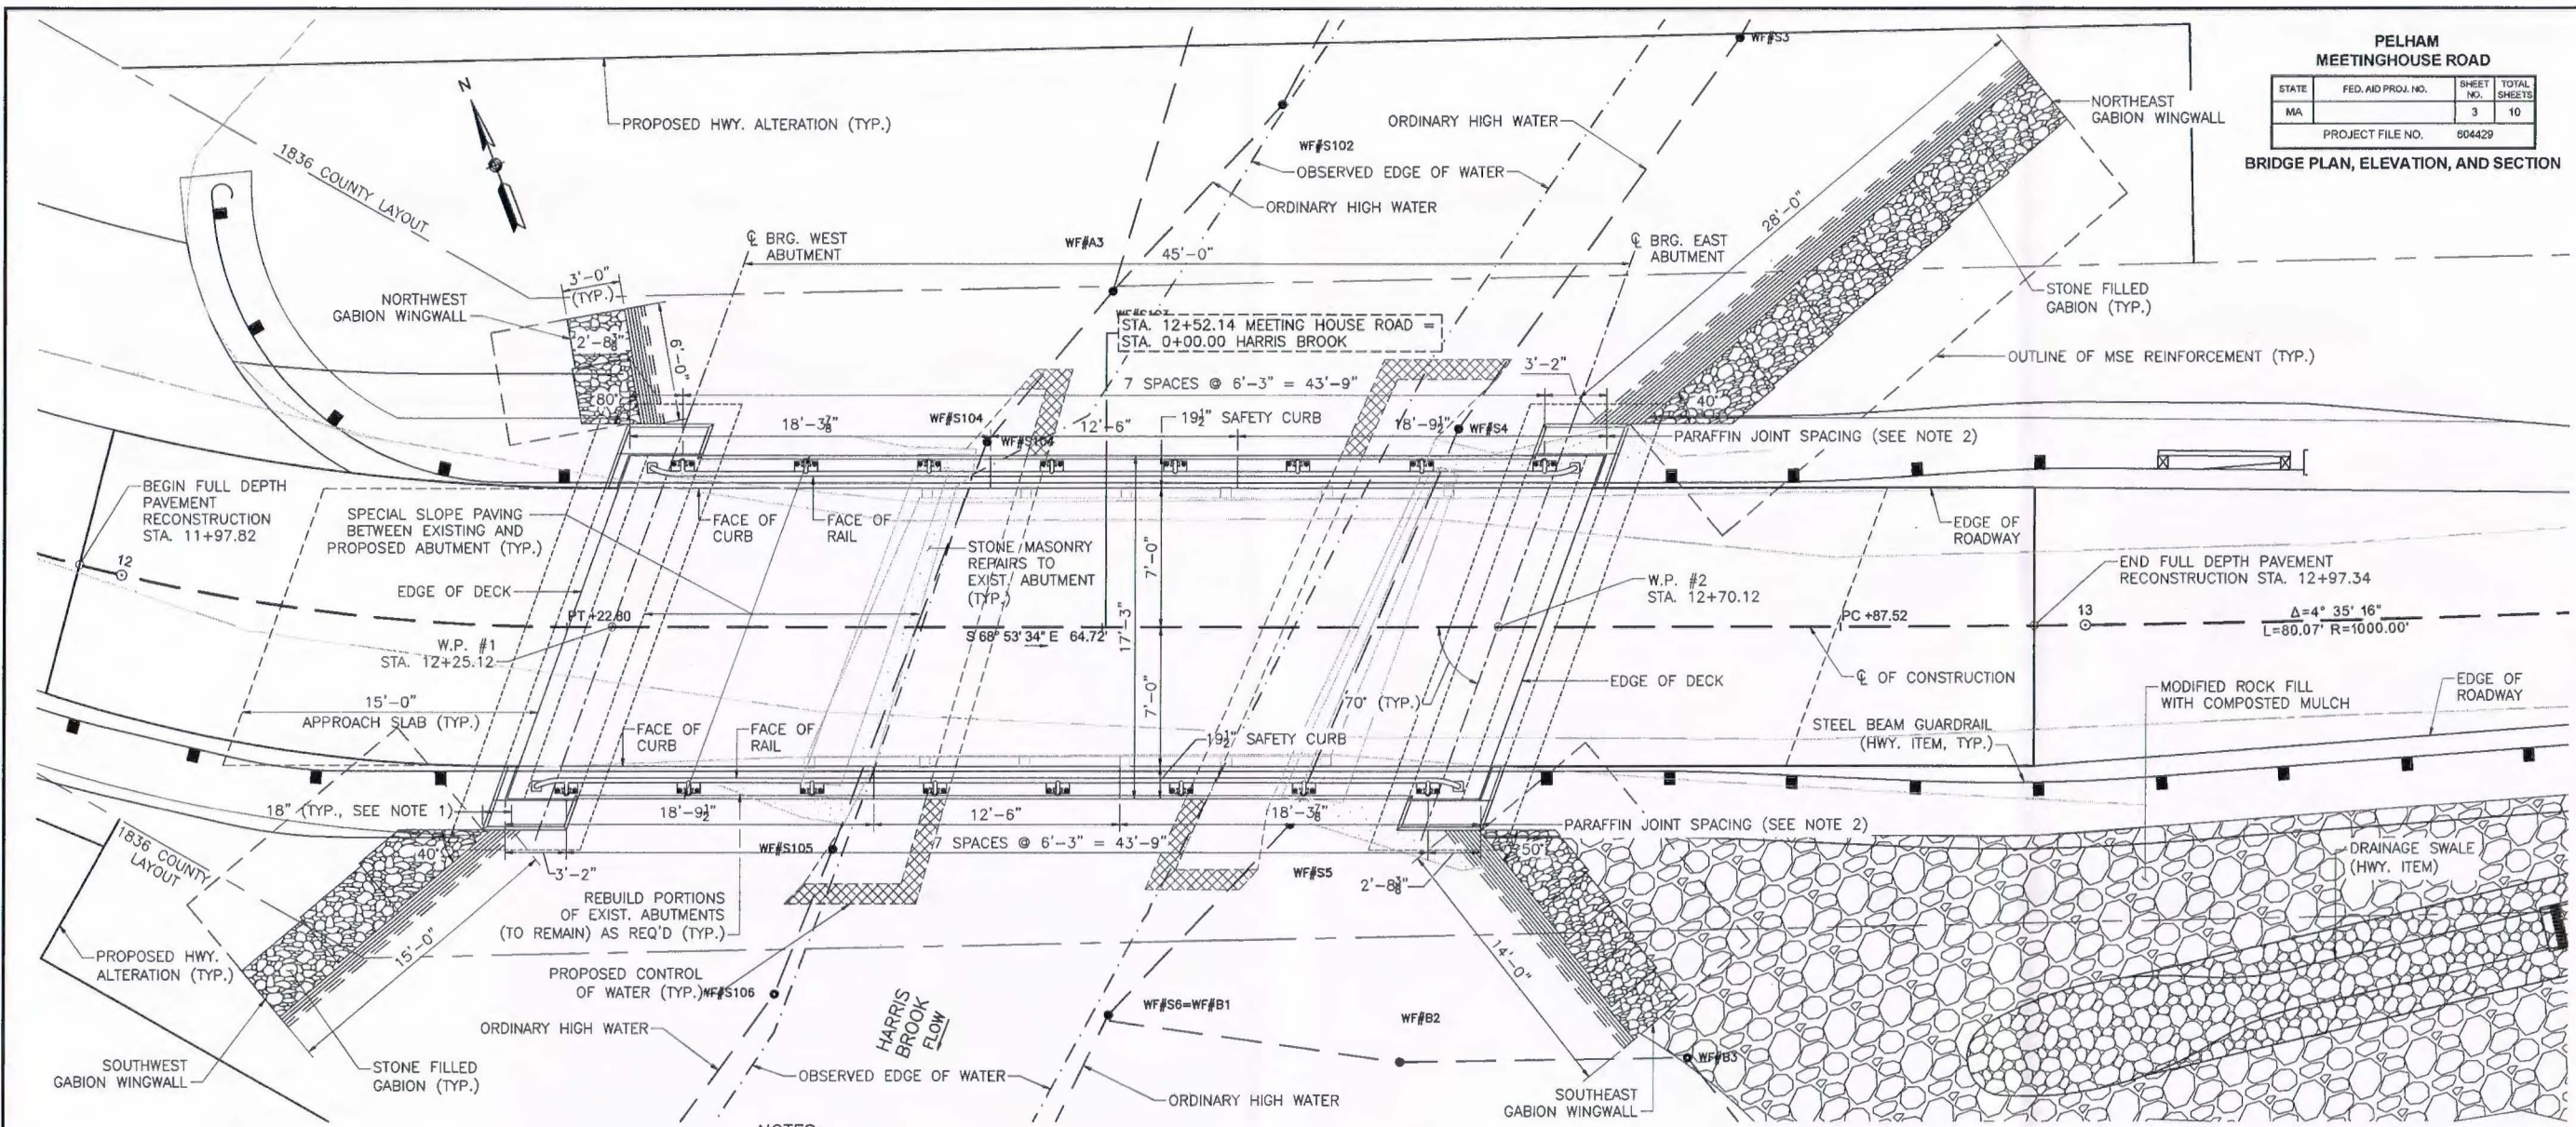 PELHAM
MEETINGHOUSE ROAD
STATE FED. AID PROJ. NO. SHEET NO. TOTAL SHEETS
MA 3 10
PROJECT FILE NO. 604429
BRIDGE PLAN, ELEVATION, AND SECTION
N
PROPOSED HWY. ALTERATION (TYP.)
1836 COUNTY LAYOUT
WF#S3
ORDINARY HIGH WATER
WF#S102
OBSERVED EDGE OF WATER
ORDINARY HIGH WATER
NORTHEAST
GABION WINGWALL
28'-0"
℄ BRG. WEST
ABUTMENT
WF#A3
45'-0"
℄ BRG. EAST
ABUTMENT
3'-0"
(TYP.)
NORTHWEST
GABION WINGWALL
2'-8⅜"
6'-0"
80°
STONE FILLED
GABION (TYP.)
STA. 12+52.14 MEETING HOUSE ROAD =
STA. 0+00.00 HARRIS BROOK
OUTLINE OF MSE REINFORCEMENT (TYP.)
3'-2"
7 SPACES @ 6'-3" = 43'-9"
40°
18'-3⅞"
WF#S104
WF#S104
12'-6"
19½" SAFETY CURB
18'-9½"
WF#S4
PARAFFIN JOINT SPACING (SEE NOTE 2)
BEGIN FULL DEPTH
PAVEMENT
RECONSTRUCTION
STA. 11+97.82
SPECIAL SLOPE PAVING
BETWEEN EXISTING AND
PROPOSED ABUTMENT (TYP.)
FACE OF
CURB
FACE OF
RAIL
STONE MASONRY
REPAIRS TO
EXIST. ABUTMENT
(TYP.)
7'-0"
17'-3"
EDGE OF
ROADWAY
12
EDGE OF DECK
W.P. #2
STA. 12+70.12
END FULL DEPTH PAVEMENT
RECONSTRUCTION STA. 12+97.34
PT +22.80
PC +87.52
13
Δ=4° 35' 16"
L=80.07' R=1000.00'
W.P. #1
STA. 12+25.12
S 68° 53' 34" E 64.72'
15'-0"
APPROACH SLAB (TYP.)
7'-0"
70° (TYP.)
EDGE OF DECK
℄ OF CONSTRUCTION
MODIFIED ROCK FILL
WITH COMPOSTED MULCH
EDGE OF
ROADWAY
FACE OF
CURB
FACE OF
RAIL
19½" SAFETY CURB
STEEL BEAM GUARDRAIL
(HWY. ITEM, TYP.)
18" (TYP., SEE NOTE 1)
18'-9½"
12'-6"
18'-3⅞"
PARAFFIN JOINT SPACING (SEE NOTE 2)
1836 COUNTY
LAYOUT
40°
WF#S105
7 SPACES @ 6'-3" = 43'-9"
50°
DRAINAGE SWALE
(HWY. ITEM)
3'-2"
WF#S5
2'-8⅜"
REBUILD PORTIONS
OF EXIST. ABUTMENTS
(TO REMAIN) AS REQ'D (TYP.)
15'-0"
PROPOSED HWY.
ALTERATION (TYP.)
14'-0"
PROPOSED CONTROL
OF WATER (TYP.)
WF#S106
HARRIS
BROOK
FLOW
WF#S6=WF#B1
WF#B2
ORDINARY HIGH WATER
WF#B3
SOUTHWEST
GABION WINGWALL
STONE FILLED
GABION (TYP.)
OBSERVED EDGE OF WATER
ORDINARY HIGH WATER
SOUTHEAST
GABION WINGWALL